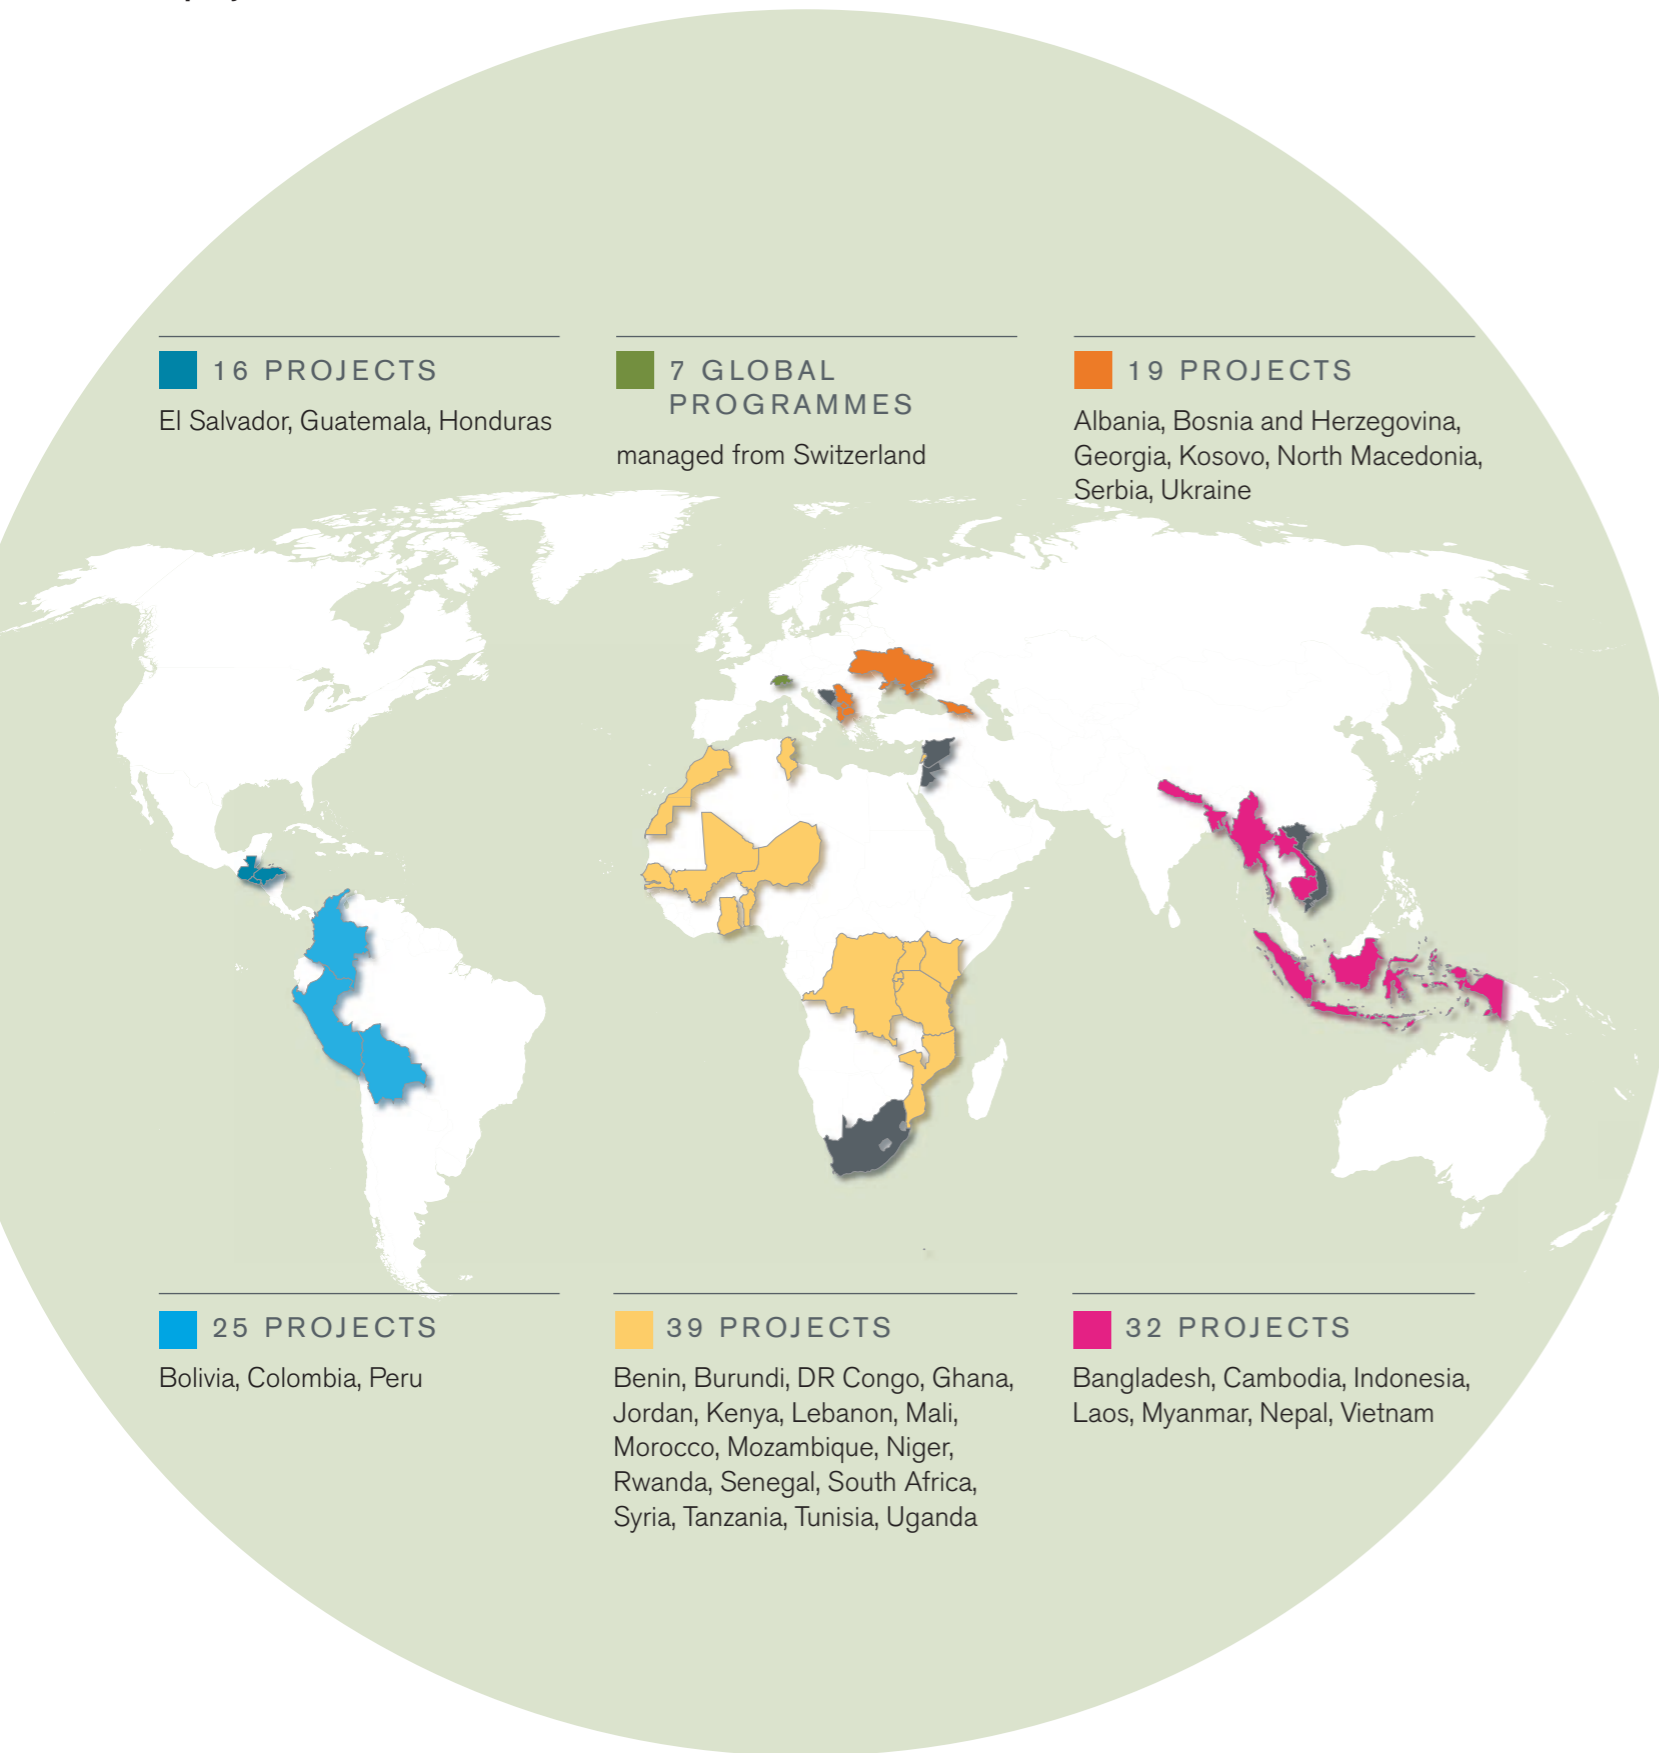 16 PROJECTS
El Salvador, Guatemala, Honduras
7 GLOBAL
PROGRAMMES
managed from Switzerland
19 PROJECTS
Albania, Bosnia and Herzegovina,
Georgia, Kosovo, North Macedonia,
Serbia, Ukraine
25 PROJECTS
Bolivia, Colombia, Peru
39 PROJECTS
Benin, Burundi, DR Congo, Ghana,
Jordan, Kenya, Lebanon, Mali,
Morocco, Mozambique, Niger,
Rwanda, Senegal, South Africa,
Syria, Tanzania, Tunisia, Uganda
32 PROJECTS
Bangladesh, Cambodia, Indonesia,
Laos, Myanmar, Nepal, Vietnam